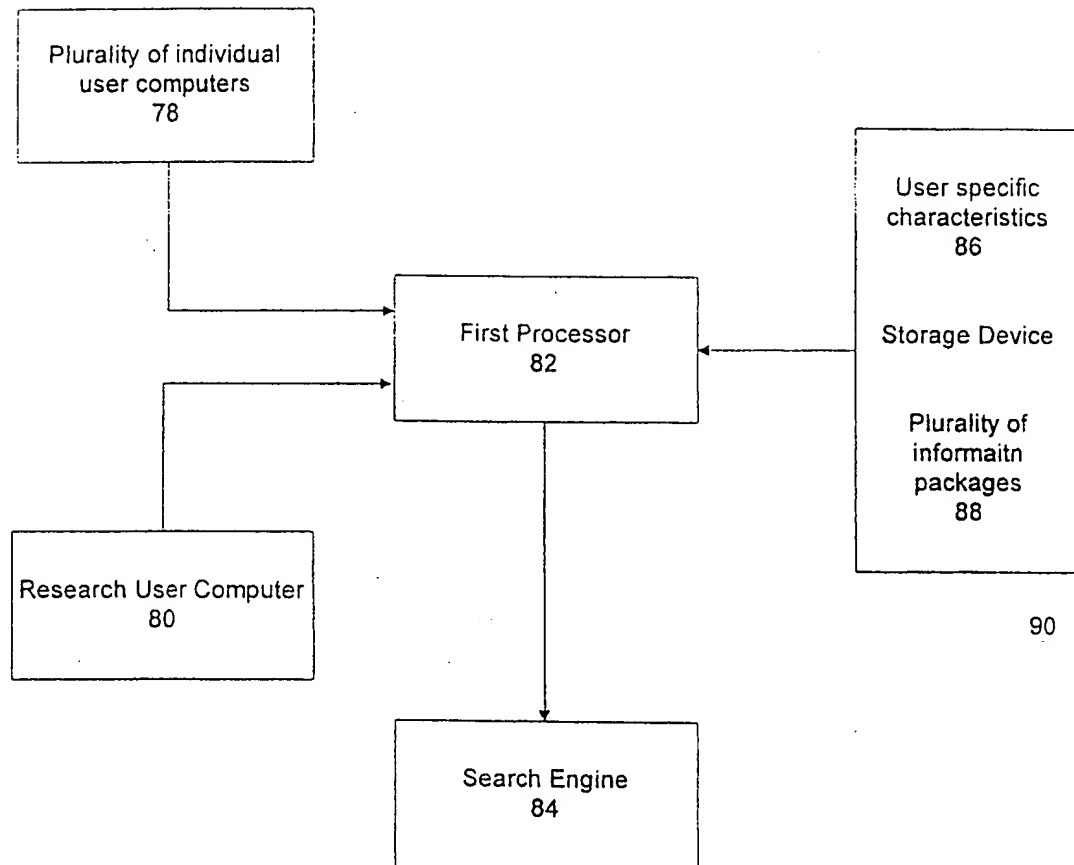 Plurality of individual
user computers
78
User specific
characteristics
86
First Processor
82
Storage Device
Plurality of
informaitn
packages
88
Research User Computer
80
90
Search Engine
84